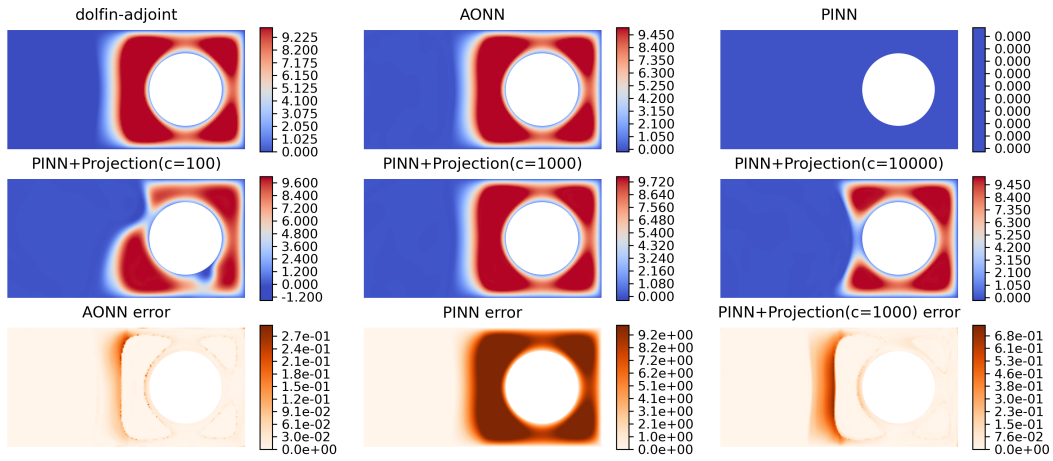 dolfin-adjoint
AONN
PINN
9.225
8.200
7.175
6.150
5.125
4.100
3.075
2.050
1.025
0.000
9.450
8.400
7.350
6.300
5.250
4.200
3.150
2.100
1.050
0.000
0.000
0.000
0.000
0.000
0.000
0.000
0.000
0.000
0.000
PINN+Projection(c=100)
PINN+Projection(c=1000)
PINN+Projection(c=10000)
9.600
8.400
7.200
6.000
4.800
3.600
2.400
1.200
0.000
-1.200
9.720
8.640
7.560
6.480
5.400
4.320
3.240
2.160
1.080
0.000
9.450
8.400
7.350
6.300
5.250
4.200
3.150
2.100
1.050
0.000
AONN error
PINN error
PINN+Projection(c=1000) error
2.7e-01
2.4e-01
2.1e-01
1.8e-01
1.5e-01
1.2e-01
9.1e-02
6.1e-02
3.0e-02
0.0e+00
9.2e+00
8.2e+00
7.2e+00
6.1e+00
5.1e+00
4.1e+00
3.1e+00
2.1e+00
1.0e+00
0.0e+00
6.8e-01
6.1e-01
5.3e-01
4.6e-01
3.8e-01
3.0e-01
2.3e-01
1.5e-01
7.6e-02
0.0e+00